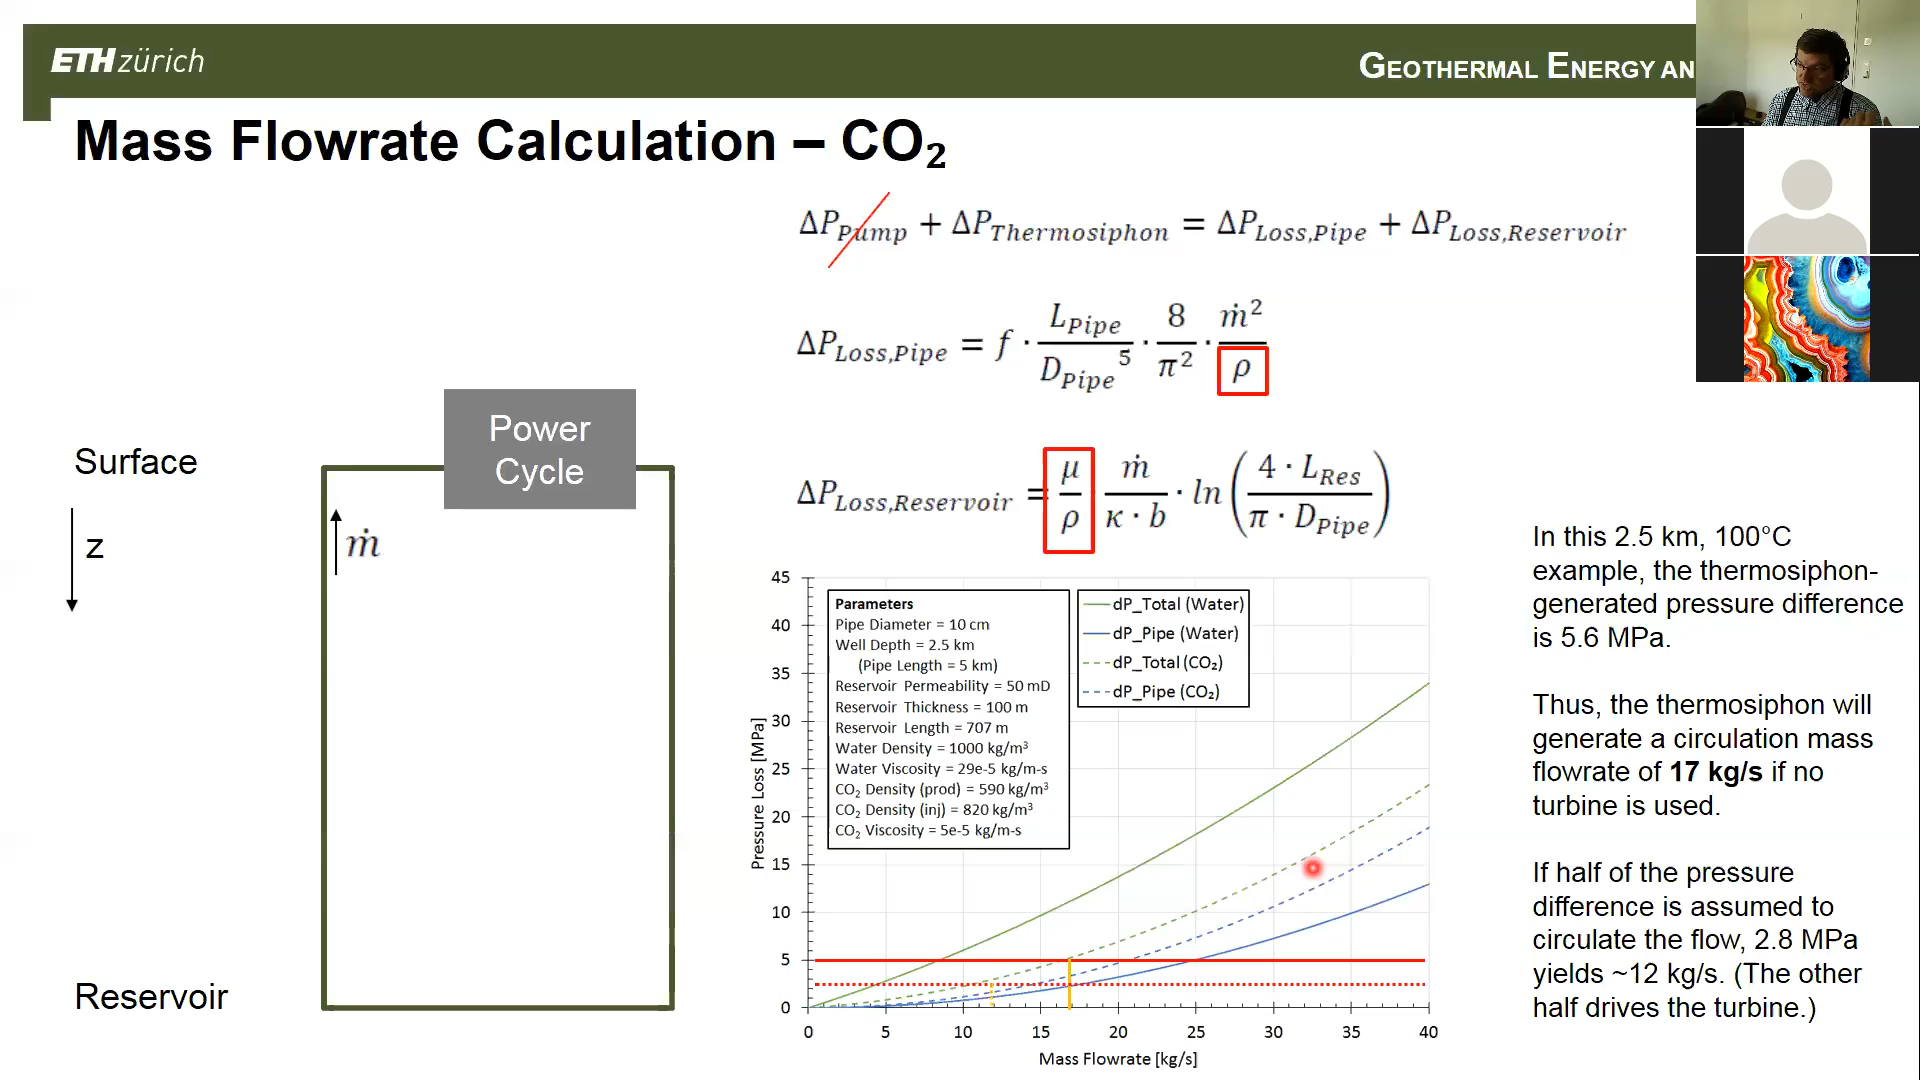 ETH zürich
GEOTHERMAL ENERGY AN
Mass Flowrate Calculation – CO₂
ΔP_Pump + ΔP_Thermosiphon = ΔP_Loss,Pipe + ΔP_Loss,Reservoir
ΔP_Loss,Pipe = f · L_Pipe / D_Pipe⁵ · 8 / π² · ṁ² / ρ
ΔP_Loss,Reservoir = μ / ρ · ṁ / (κ · b) · ln(4 · L_Res / (π · D_Pipe))
Power
Cycle
Surface
z
ṁ
Reservoir
Pressure Loss [MPa]
45
40
35
30
25
20
15
10
5
0
Parameters
Pipe Diameter = 10 cm
Well Depth = 2.5 km
(Pipe Length = 5 km)
Reservoir Permeability = 50 mD
Reservoir Thickness = 100 m
Reservoir Length = 707 m
Water Density = 1000 kg/m³
Water Viscosity = 29e-5 kg/m-s
CO₂ Density (prod) = 590 kg/m³
CO₂ Density (inj) = 820 kg/m³
CO₂ Viscosity = 5e-5 kg/m-s
dP_Total (Water)
dP_Pipe (Water)
dP_Total (CO₂)
dP_Pipe (CO₂)
0 5 10 15 20 25 30 35 40
Mass Flowrate [kg/s]
In this 2.5 km, 100°C
example, the thermosiphon-
generated pressure difference
is 5.6 MPa.
Thus, the thermosiphon will
generate a circulation mass
flowrate of 17 kg/s if no
turbine is used.
If half of the pressure
difference is assumed to
circulate the flow, 2.8 MPa
yields ~12 kg/s. (The other
half drives the turbine.)